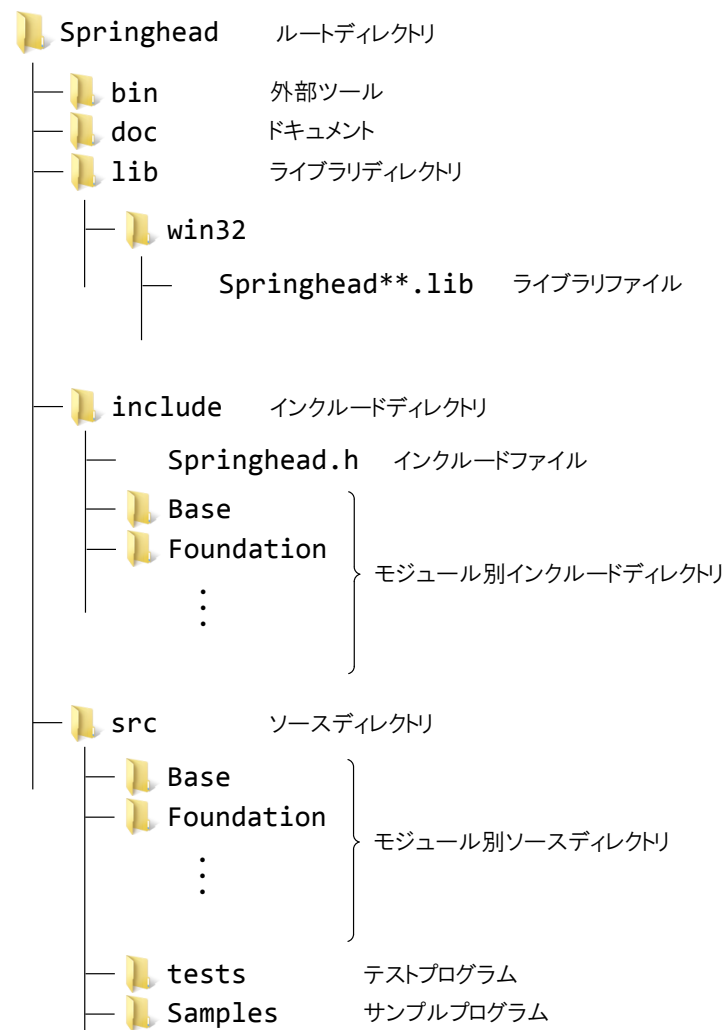 Springhead ルートディレクトリ
bin 外部ツール
doc ドキュメント
lib ライブラリディレクトリ
win32
Springhead**.lib ライブラリファイル
include インクルードディレクトリ
Springhead.h インクルードファイル
Base
Foundation
モジュール別インクルードディレクトリ
src ソースディレクトリ
Base
Foundation
モジュール別ソースディレクトリ
tests テストプログラム
Samples サンプルプログラム